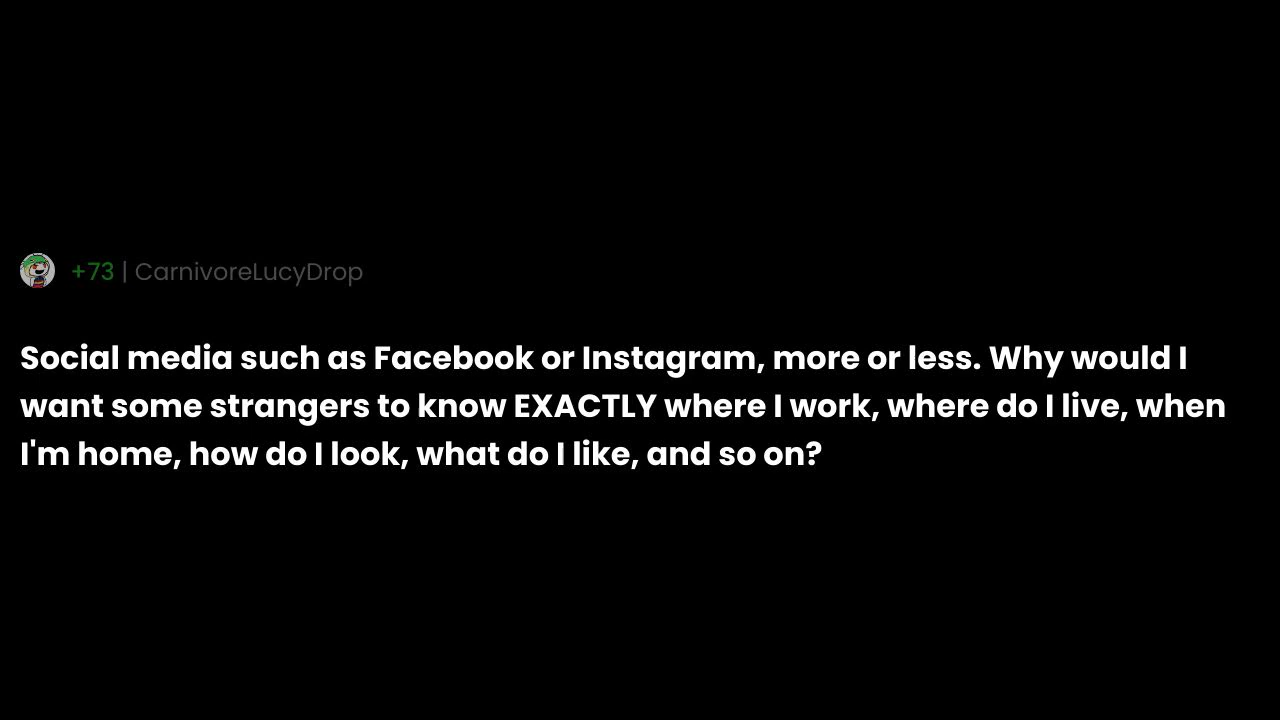 +73 | CarnivoreLucyDrop
Social media such as Facebook or Instagram, more or less. Why would I
want some strangers to know EXACTLY where I work, where do I live, when
I'm home, how do I look, what do I like, and so on?